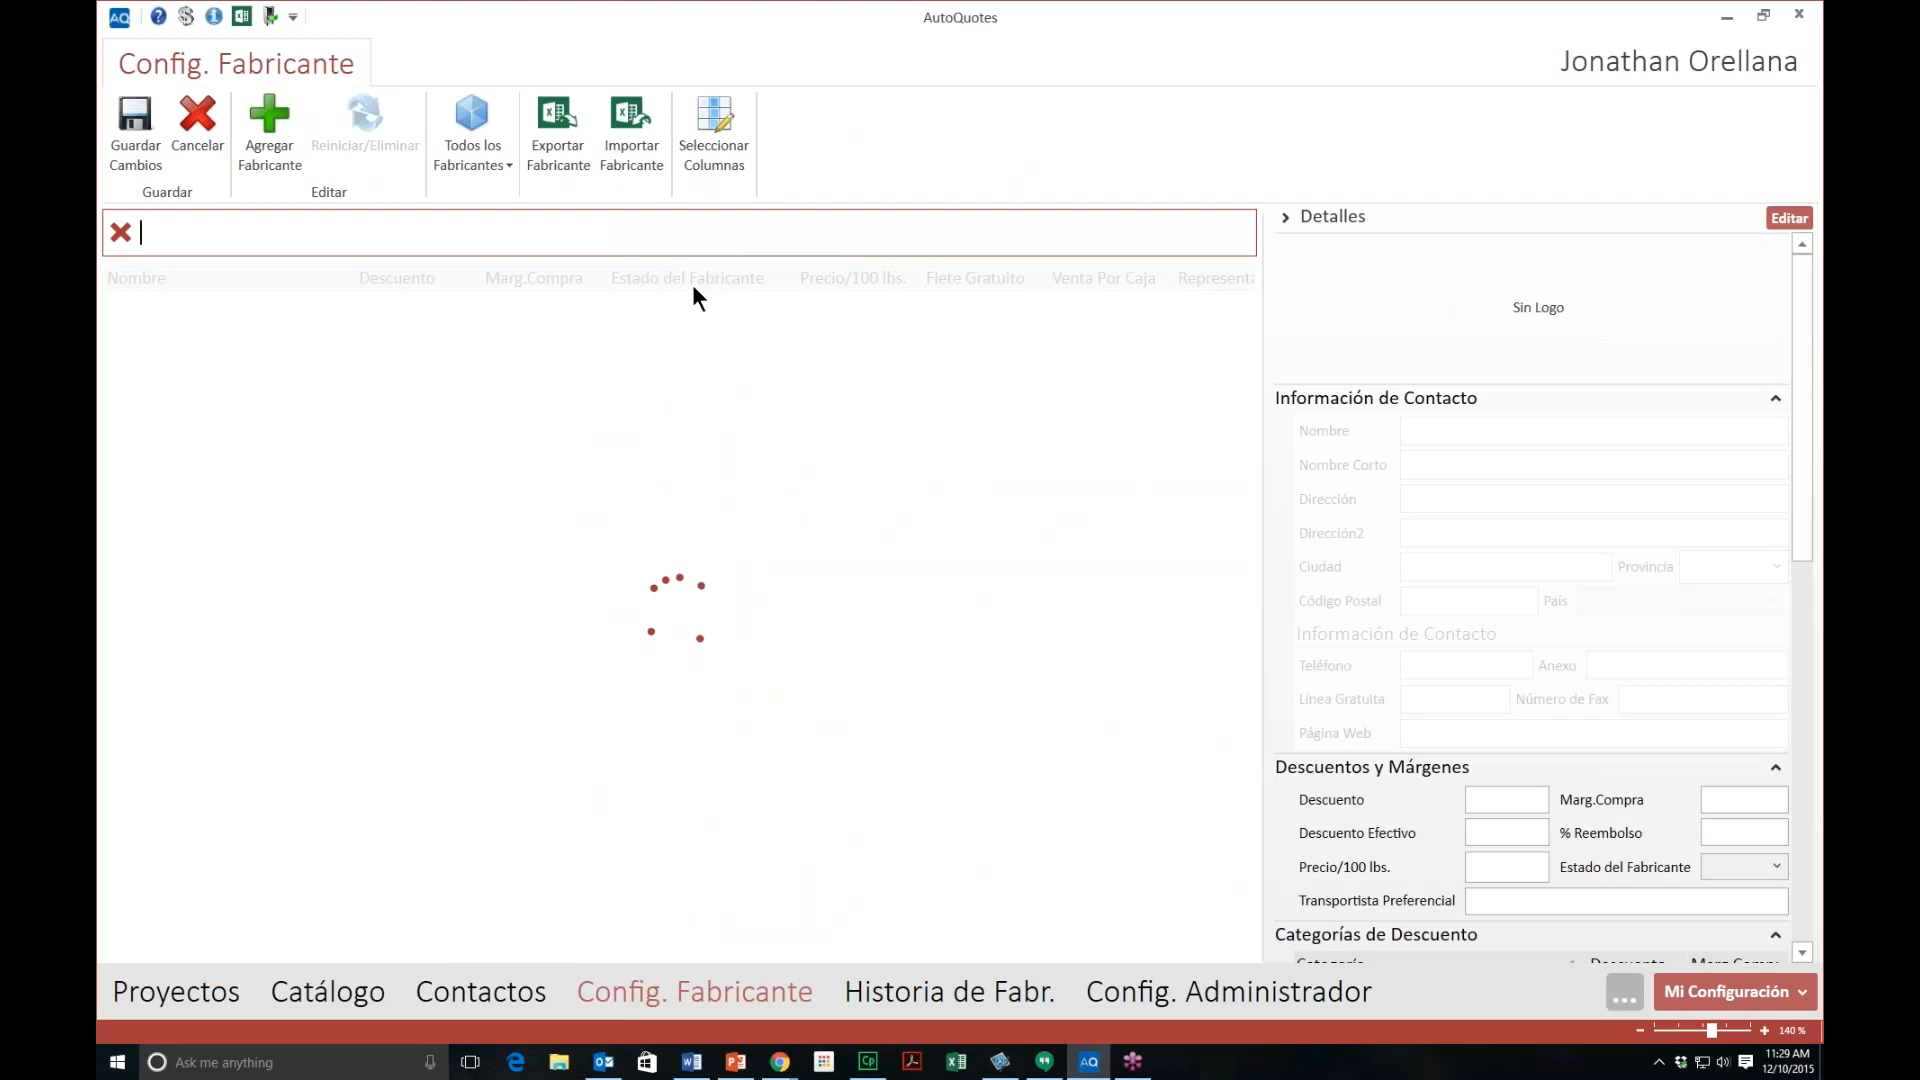 AQ
AutoQuotes
Config. Fabricante
Jonathan Orellana
Guardar Cambios
Cancelar
Agregar Fabricante
Reiniciar/Eliminar
Todos los Fabricantes
Exportar Fabricante
Importar Fabricante
Seleccionar Columnas
Guardar
Editar
Detalles
Editar
Nombre Descuento Marg.Compra Estado del Fabricante Precio/100 lbs. Flete Gratuito Venta Por Caja Representa
Sin Logo
Información de Contacto
Nombre
Nombre Corto
Dirección
Dirección2
Ciudad Provincia
Código Postal País
Información de Contacto
Teléfono Anexo
Línea Gratuita Número de Fax
Página Web
Descuentos y Márgenes
Descuento Marg.Compra
Descuento Efectivo % Reembolso
Precio/100 lbs. Estado del Fabricante
Transportista Preferencial
Categorías de Descuento
Proyectos Catálogo Contactos Config. Fabricante Historia de Fabr. Config. Administrador ... Mi Configuración
140 %
Ask me anything
11:29 AM
12/10/2015